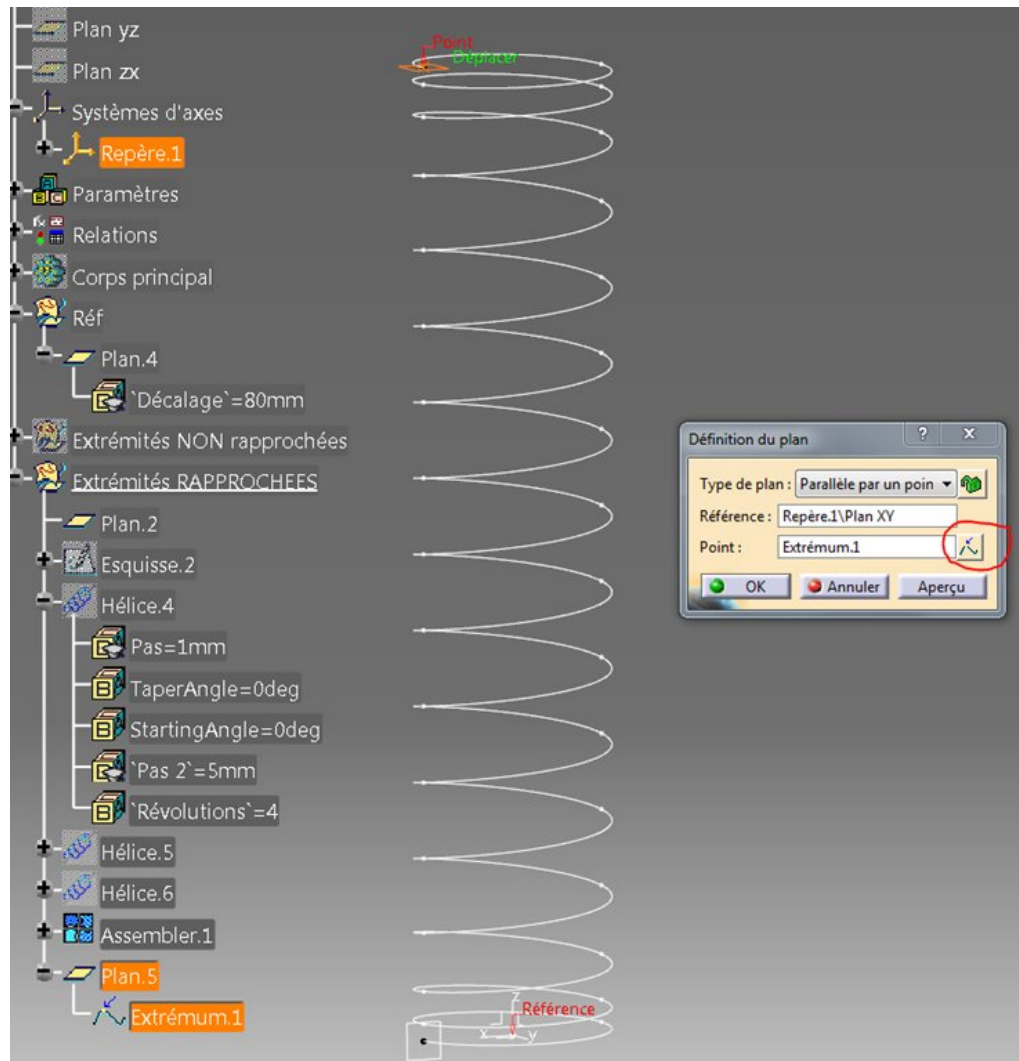 Plan yz
Plan zx
Systèmes d'axes
Repère.1
Paramètres
Relations
Corps principal
Réf
Plan.4
`Décalage`=80mm
Extrémités NON rapprochées
Extrémités RAPPROCHEES
Plan.2
Esquisse.2
Hélice.4
Pas=1mm
TaperAngle=0deg
StartingAngle=0deg
`Pas 2`=5mm
`Révolutions`=4
Hélice.5
Hélice.6
Assembler.1
Plan.5
Extrémum.1
Point
Déplacer
Définition du plan
Type de plan : Parallèle par un poin
Référence : Repère.1\Plan XY
Point : Extrémum.1
OK Annuler Aperçu
z
Référence
x y